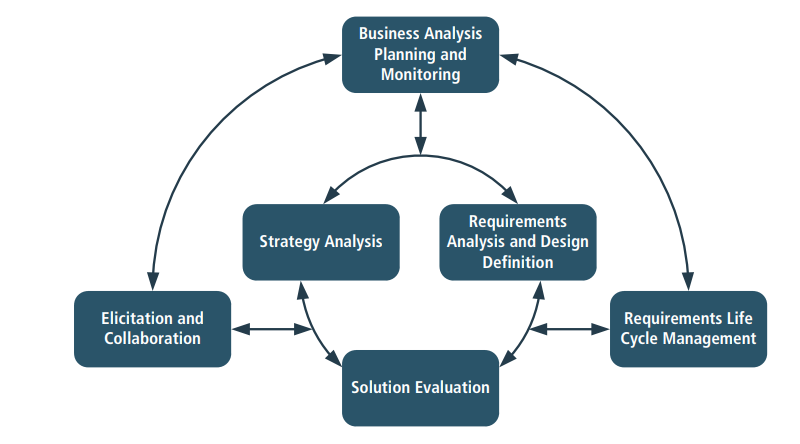 Business Analysis
Planning and
Monitoring
Strategy Analysis
Requirements
Analysis and Design
Definition
Elicitation and
Collaboration
Requirements Life
Cycle Management
Solution Evaluation